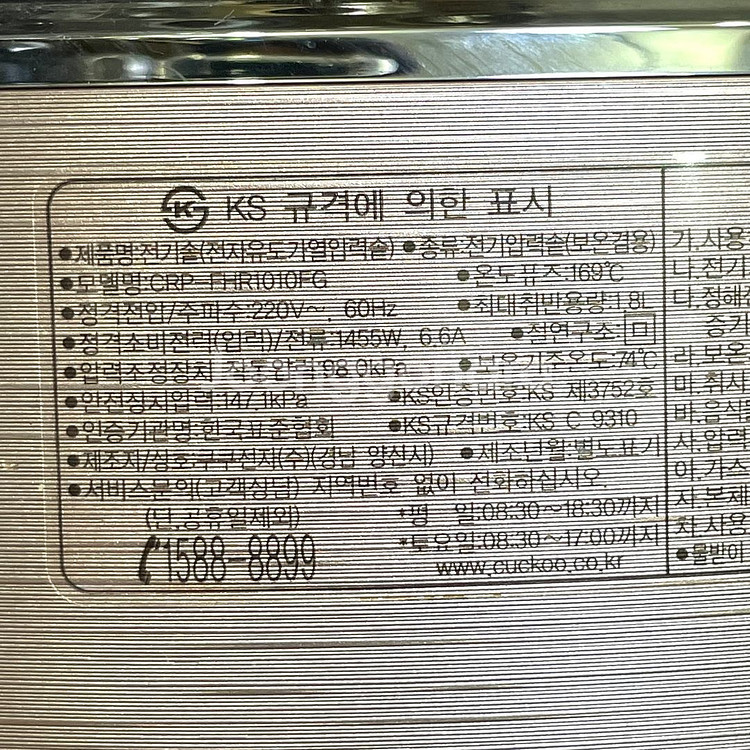 KS 규격에 의한 표시
●제품명:전기솥(전자유도가열압력솥) ●종류:전기압력솥(보온겸용)
●모델명:CRP-FHR1010FG ●온도퓨즈:169℃
●정격전압/주파수:220V~, 60Hz ●최대취반용량:1.8L
●정격소비전력(입력)/전류:1455W, 6.6A ●절연구조:
●압력조정장치 작동압력:98.0kPa ●보온기준온도:74℃
●안전장치압력:147.1kPa ●KS인증번호:KS 제3752호
●인증기관명:한국표준협회 ●KS규격번호:KS C 9310
●제조자/상호:쿠쿠전자(주)(경남 양산시) ●제조년월:별도표기
●서비스문의(고객상담) 지역번호 없이 전화하십시오.
(단,공휴일제외) *평 일:08:30~18:30까지
1588-8899 *토요일:08:30~17:00까지
www.cuckoo.co.kr
가.사용
나.전기
다.정해
증기
라.보온
마.취사
바.음식
사.압력
아.가스
자.본제
차.사용
●물받이